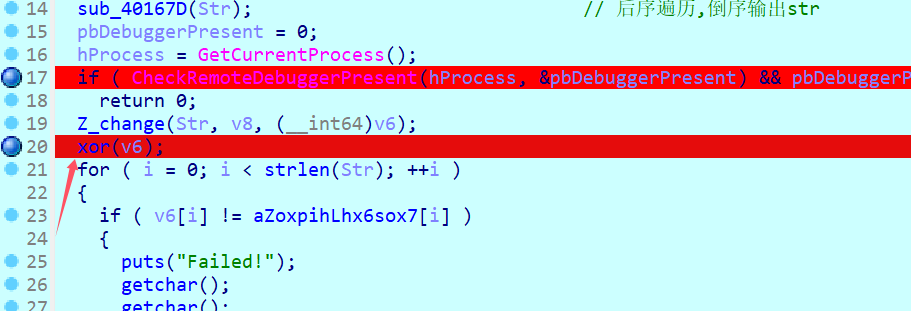 14 sub_40167D(Str); // 后序遍历,倒序输出str
15 pbDebuggerPresent = 0;
16 hProcess = GetCurrentProcess();
17 if ( CheckRemoteDebuggerPresent(hProcess, &pbDebuggerPresent) && pbDebuggerP
18 return 0;
19 Z_change(Str, v8, (__int64)v6);
20 xor(v6);
21 for ( i = 0; i < strlen(Str); ++i )
22 {
23 if ( v6[i] != aZoxpihLhx6sox7[i] )
24 {
25 puts("Failed!");
26 getchar();
27 getchar();